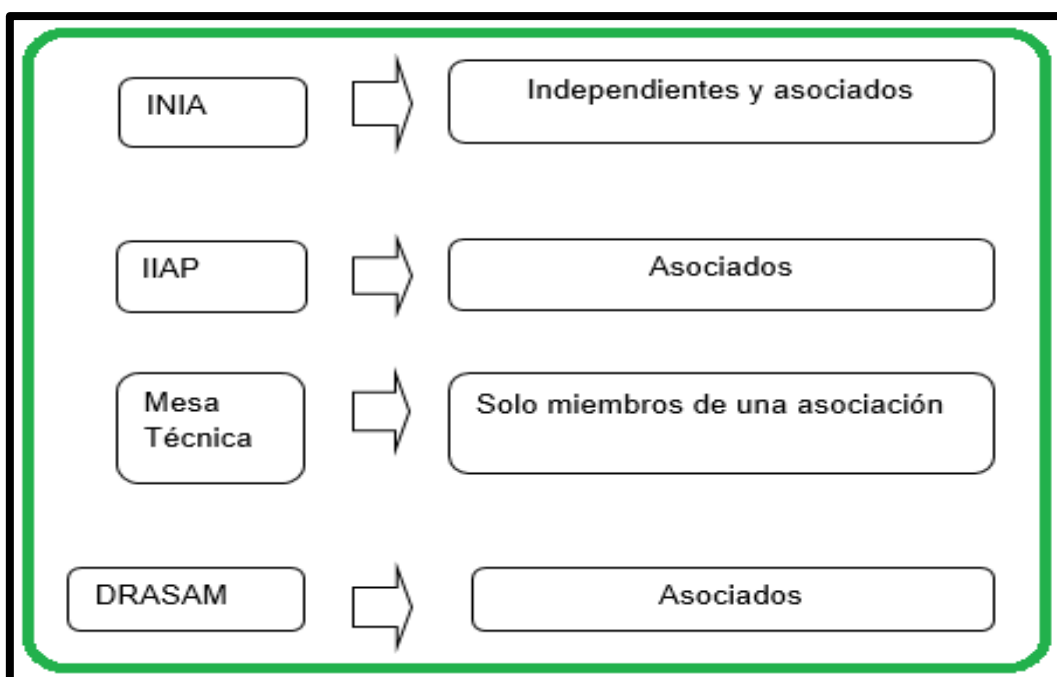 INIA
Independientes y asociados
IIAP
Asociados
Mesa
Técnica
Solo miembros de una asociación
DRASAM
Asociados